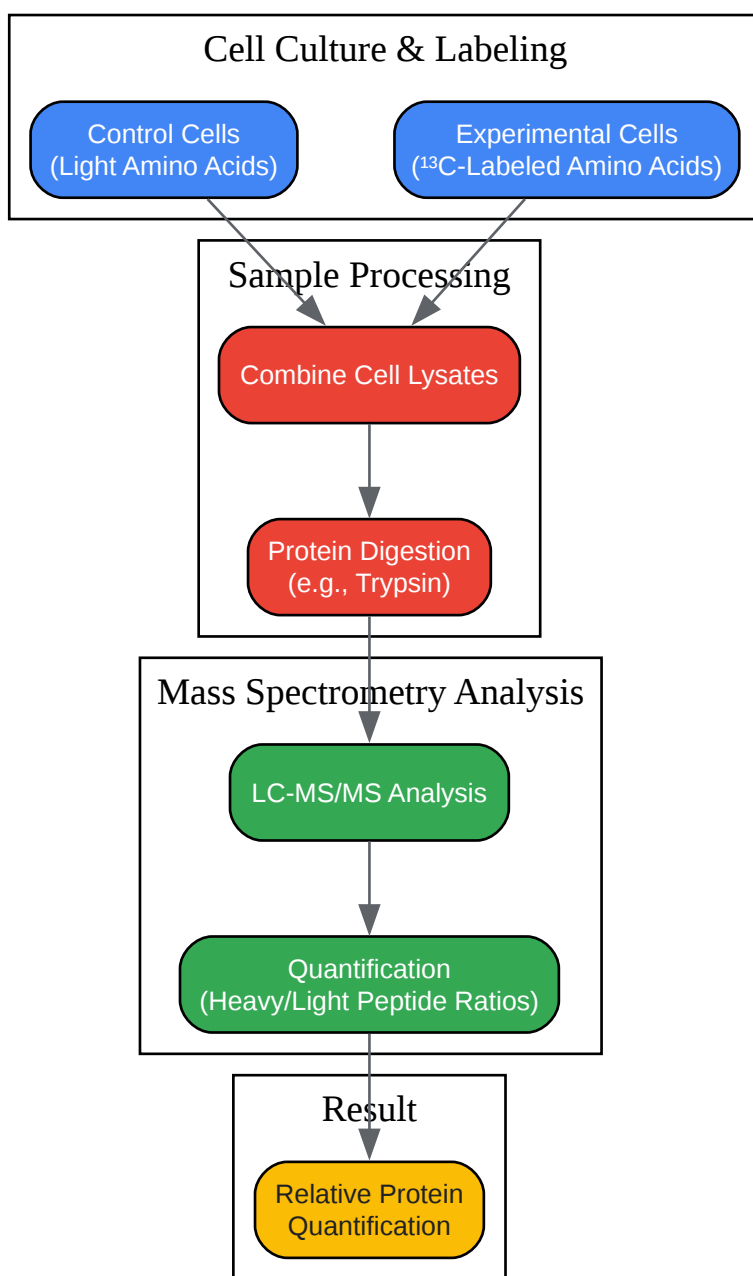 Cell Culture & Labeling
Control Cells
(Light Amino Acids)
Experimental Cells
(¹³C-Labeled Amino Acids)
Sample Processing
Combine Cell Lysates
Protein Digestion
(e.g., Trypsin)
Mass Spectrometry Analysis
LC-MS/MS Analysis
Quantification
(Heavy/Light Peptide Ratios)
Result
Relative Protein
Quantification